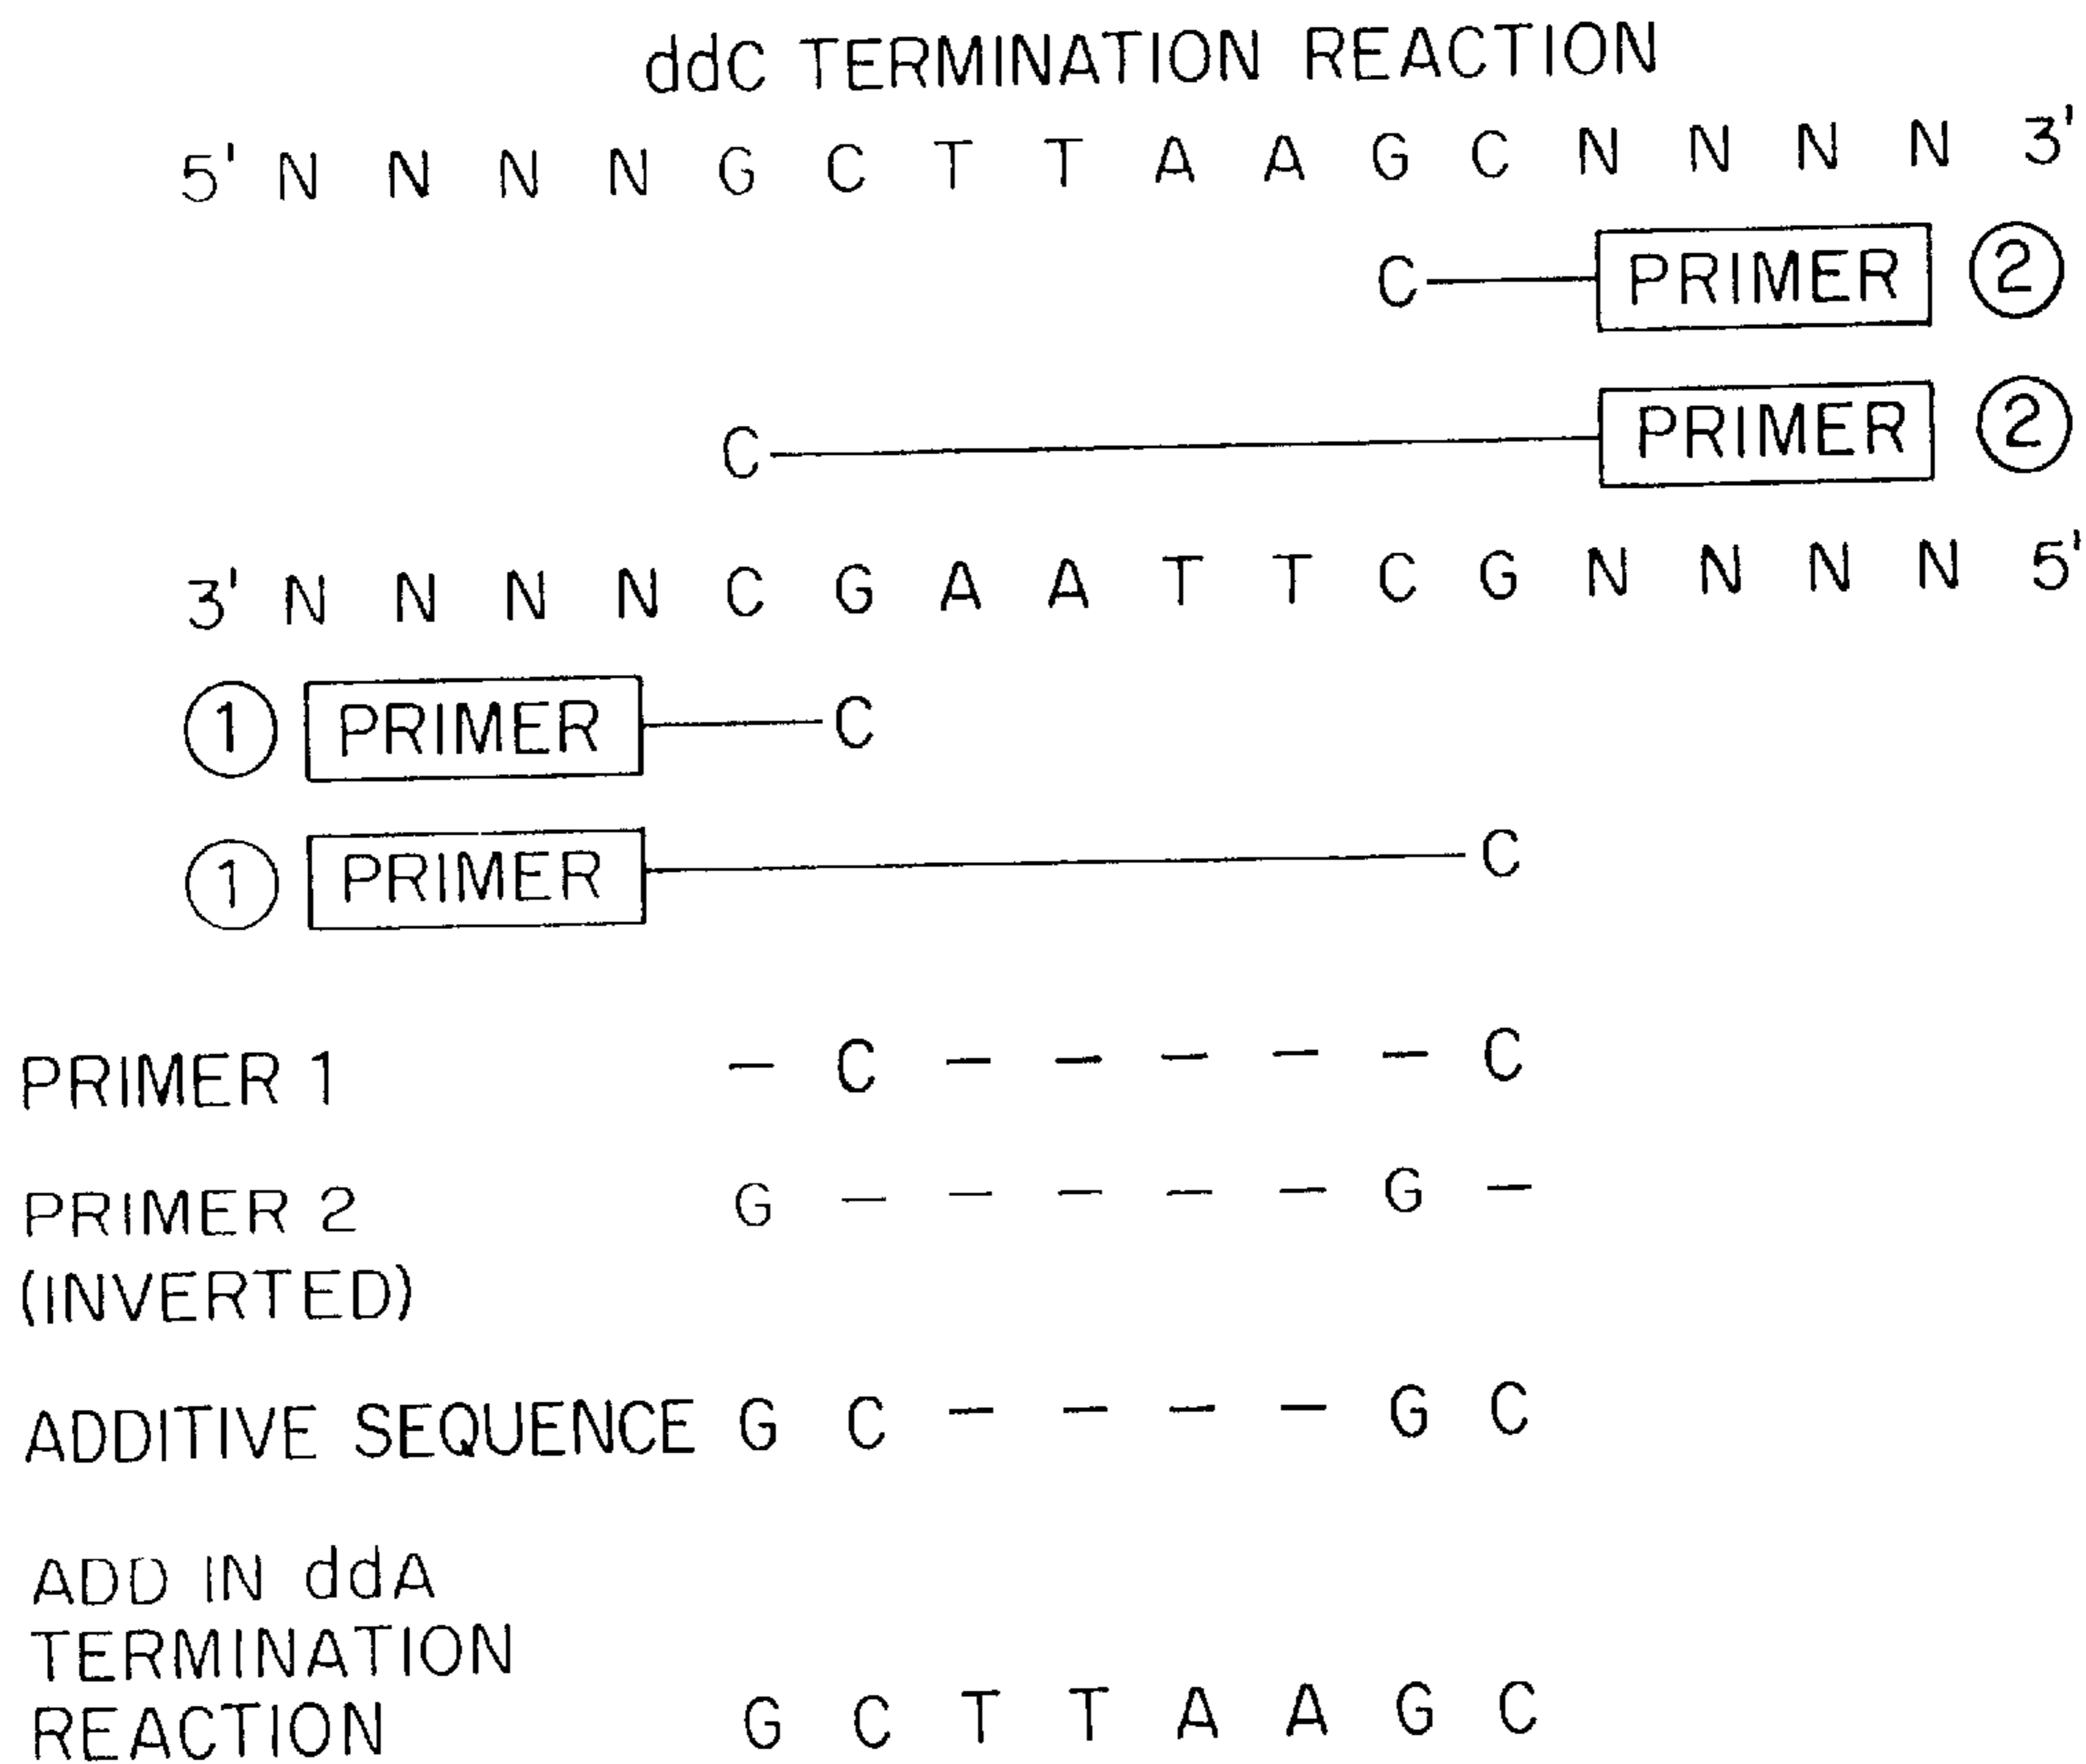 ddC TERMINATION REACTION
5' N N N N G C T T A A G C N N N N 3'
C PRIMER 2
C PRIMER 2
3' N N N N C G A A T T C G N N N N 5'
1 PRIMER C
1 PRIMER C
PRIMER 1 - C - - - - - C
PRIMER 2 G - - - - - G -
(INVERTED)
ADDITIVE SEQUENCE G C - - - - G C
ADD IN ddA
TERMINATION
REACTION G C T T A A G C